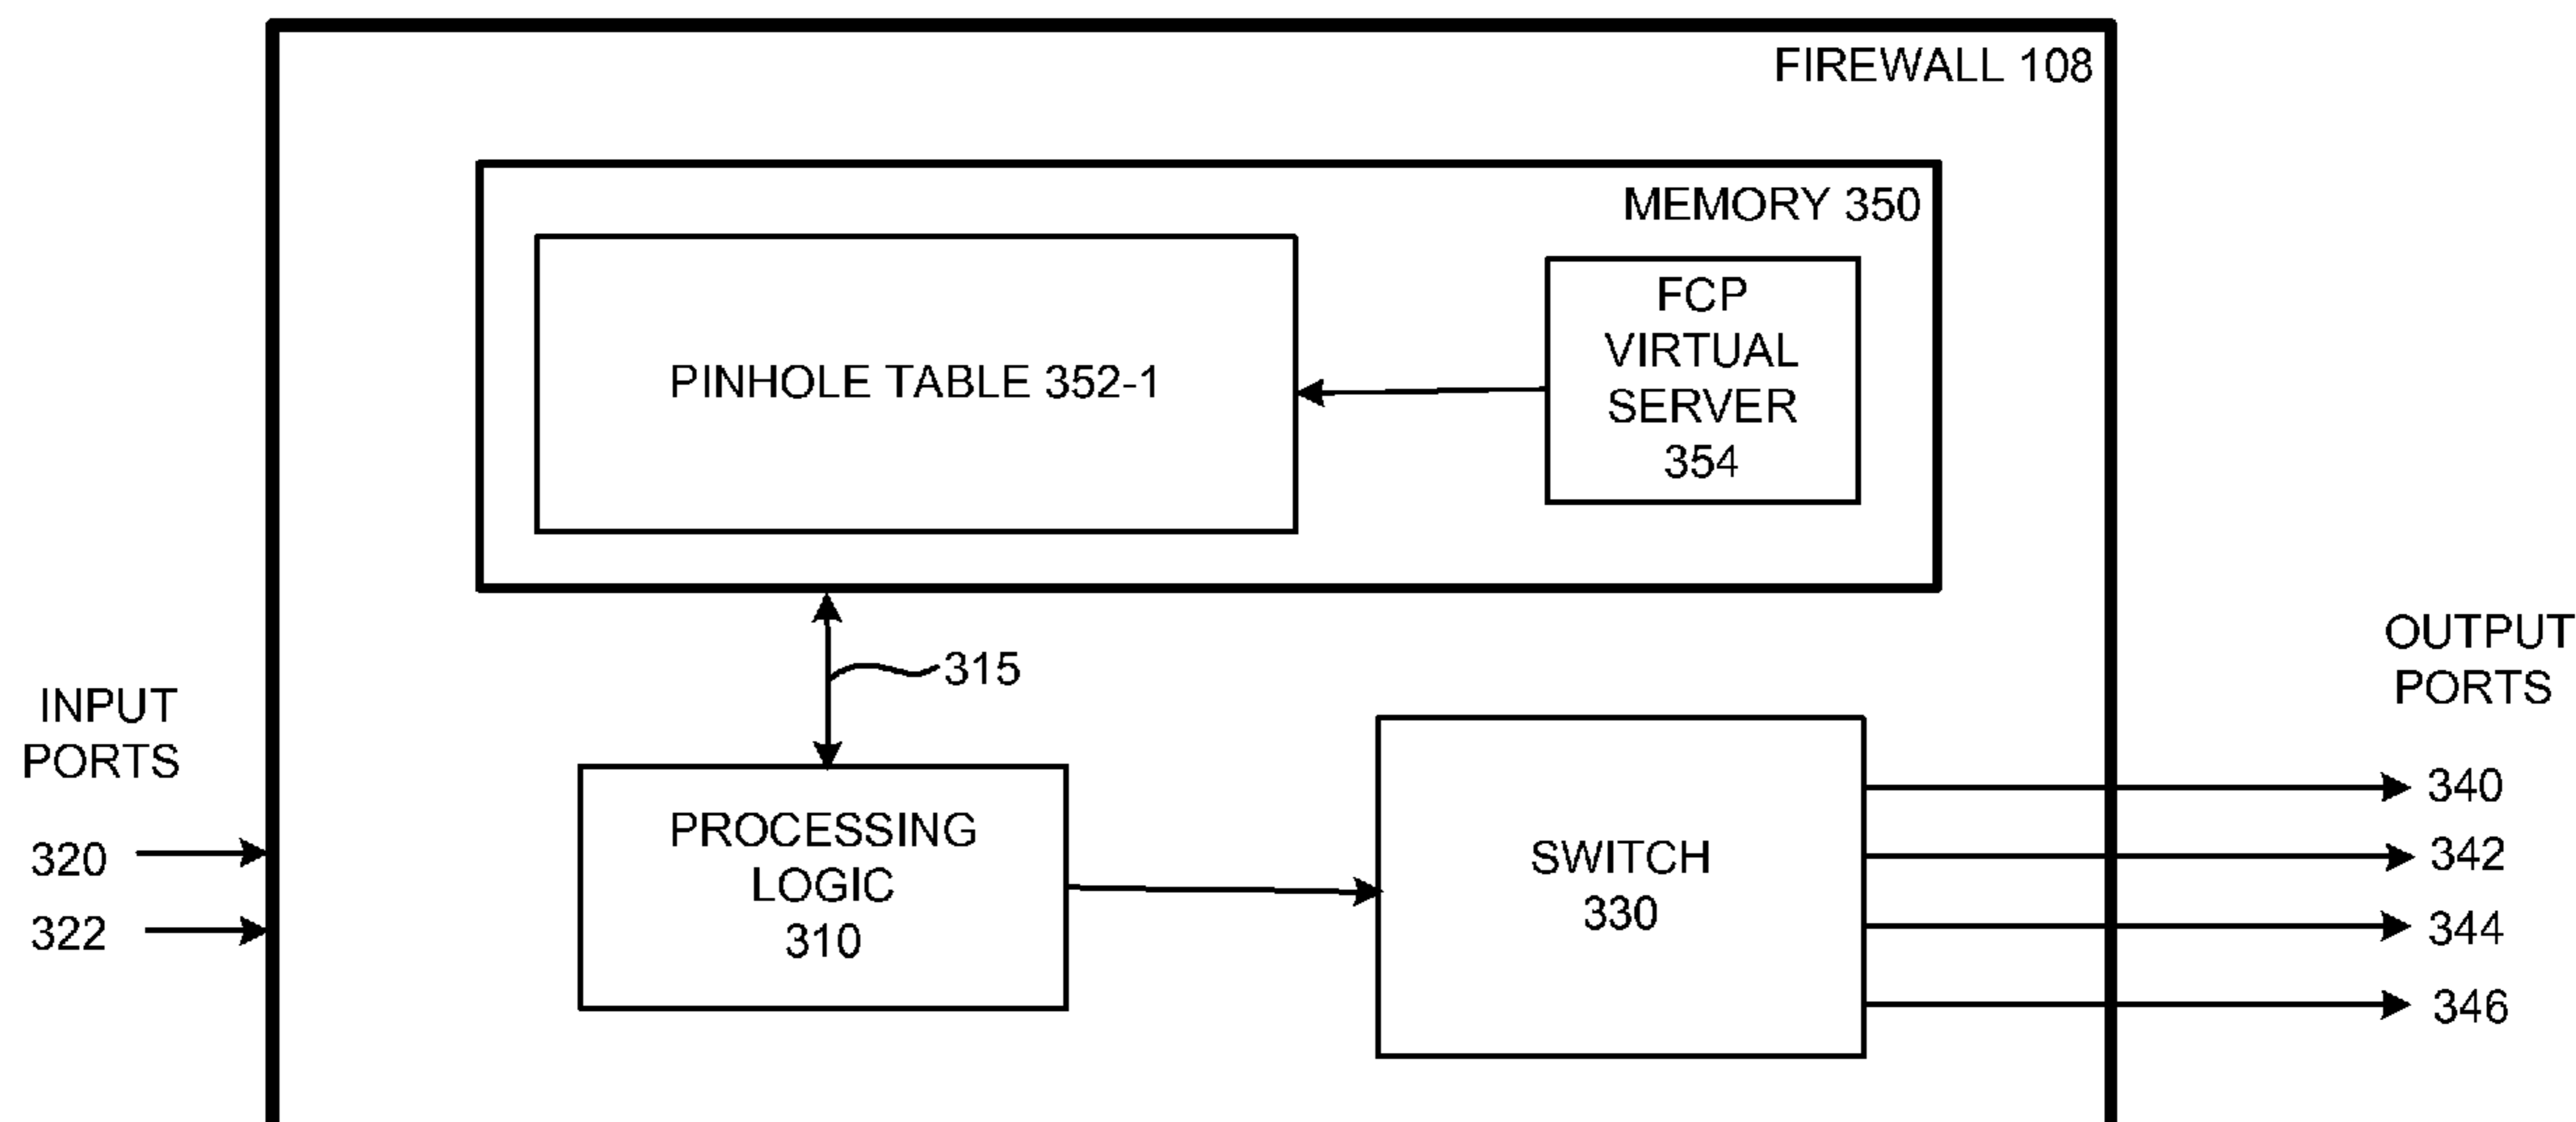 FIREWALL 108
MEMORY 350
PINHOLE TABLE 352-1
FCP
VIRTUAL
SERVER
354
315
INPUT
PORTS
320
322
PROCESSING
LOGIC
310
SWITCH
330
OUTPUT
PORTS
340
342
344
346